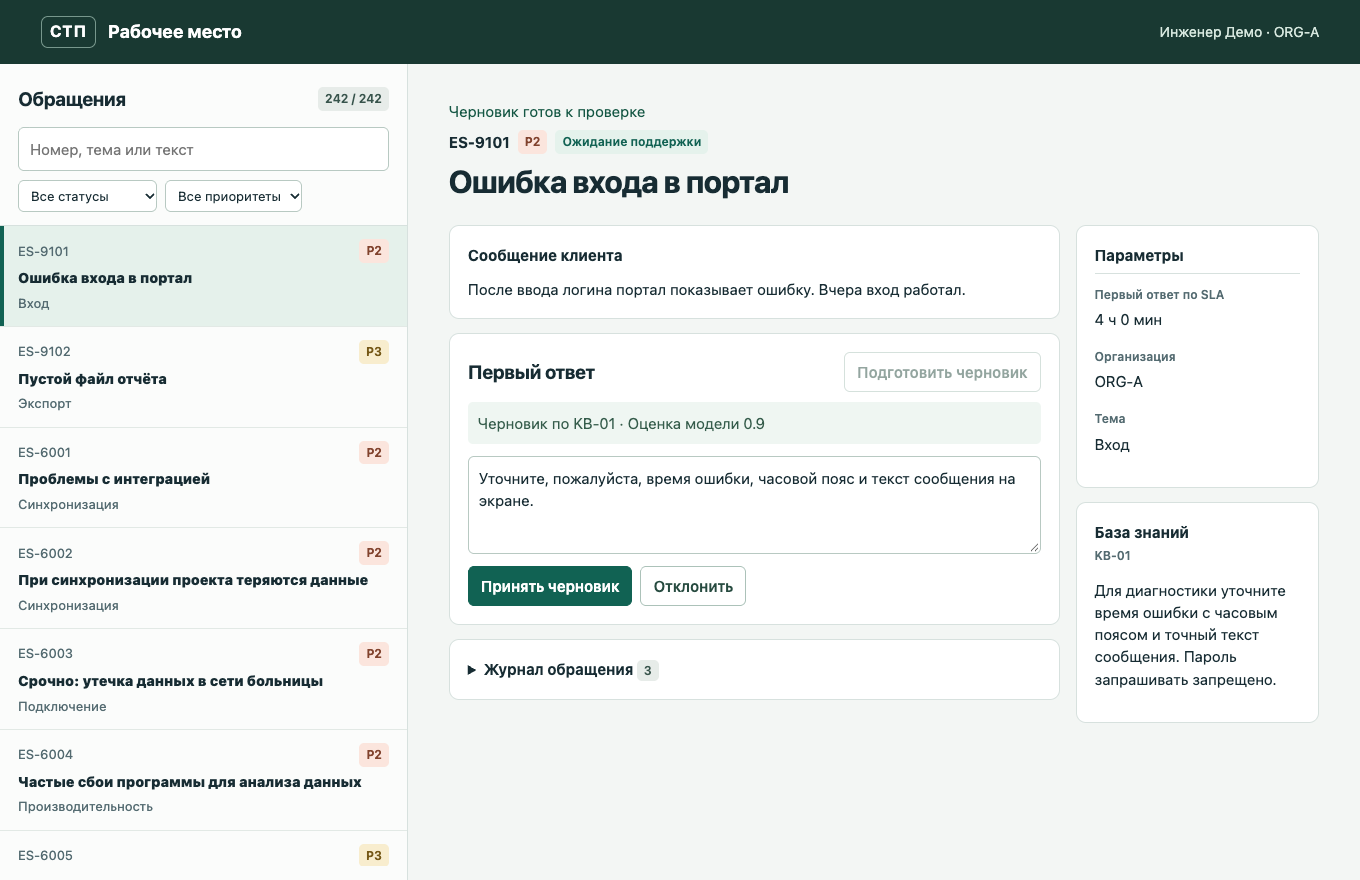 СТП Рабочее место
Инженер Демо · ORG-A
Обращения 242 / 242
Номер, тема или текст
Все статусы Все приоритеты
ES-9101 P2
Ошибка входа в портал
Вход
ES-9102 P3
Пустой файл отчёта
Экспорт
ES-6001 P2
Проблемы с интеграцией
Синхронизация
ES-6002 P2
При синхронизации проекта теряются данные
Синхронизация
ES-6003 P2
Срочно: утечка данных в сети больницы
Подключение
ES-6004 P2
Частые сбои программы для анализа данных
Производительность
ES-6005 P3
Черновик готов к проверке
ES-9101 P2 Ожидание поддержки
Ошибка входа в портал
Сообщение клиента
После ввода логина портал показывает ошибку. Вчера вход работал.
Первый ответ Подготовить черновик
Черновик по KB-01 · Оценка модели 0.9
Уточните, пожалуйста, время ошибки, часовой пояс и текст сообщения на
экране.
Принять черновик Отклонить
Журнал обращения 3
Параметры
Первый ответ по SLA
4 ч 0 мин
Организация
ORG-A
Тема
Вход
База знаний
KB-01
Для диагностики уточните
время ошибки с часовым
поясом и точный текст
сообщения. Пароль
запрашивать запрещено.